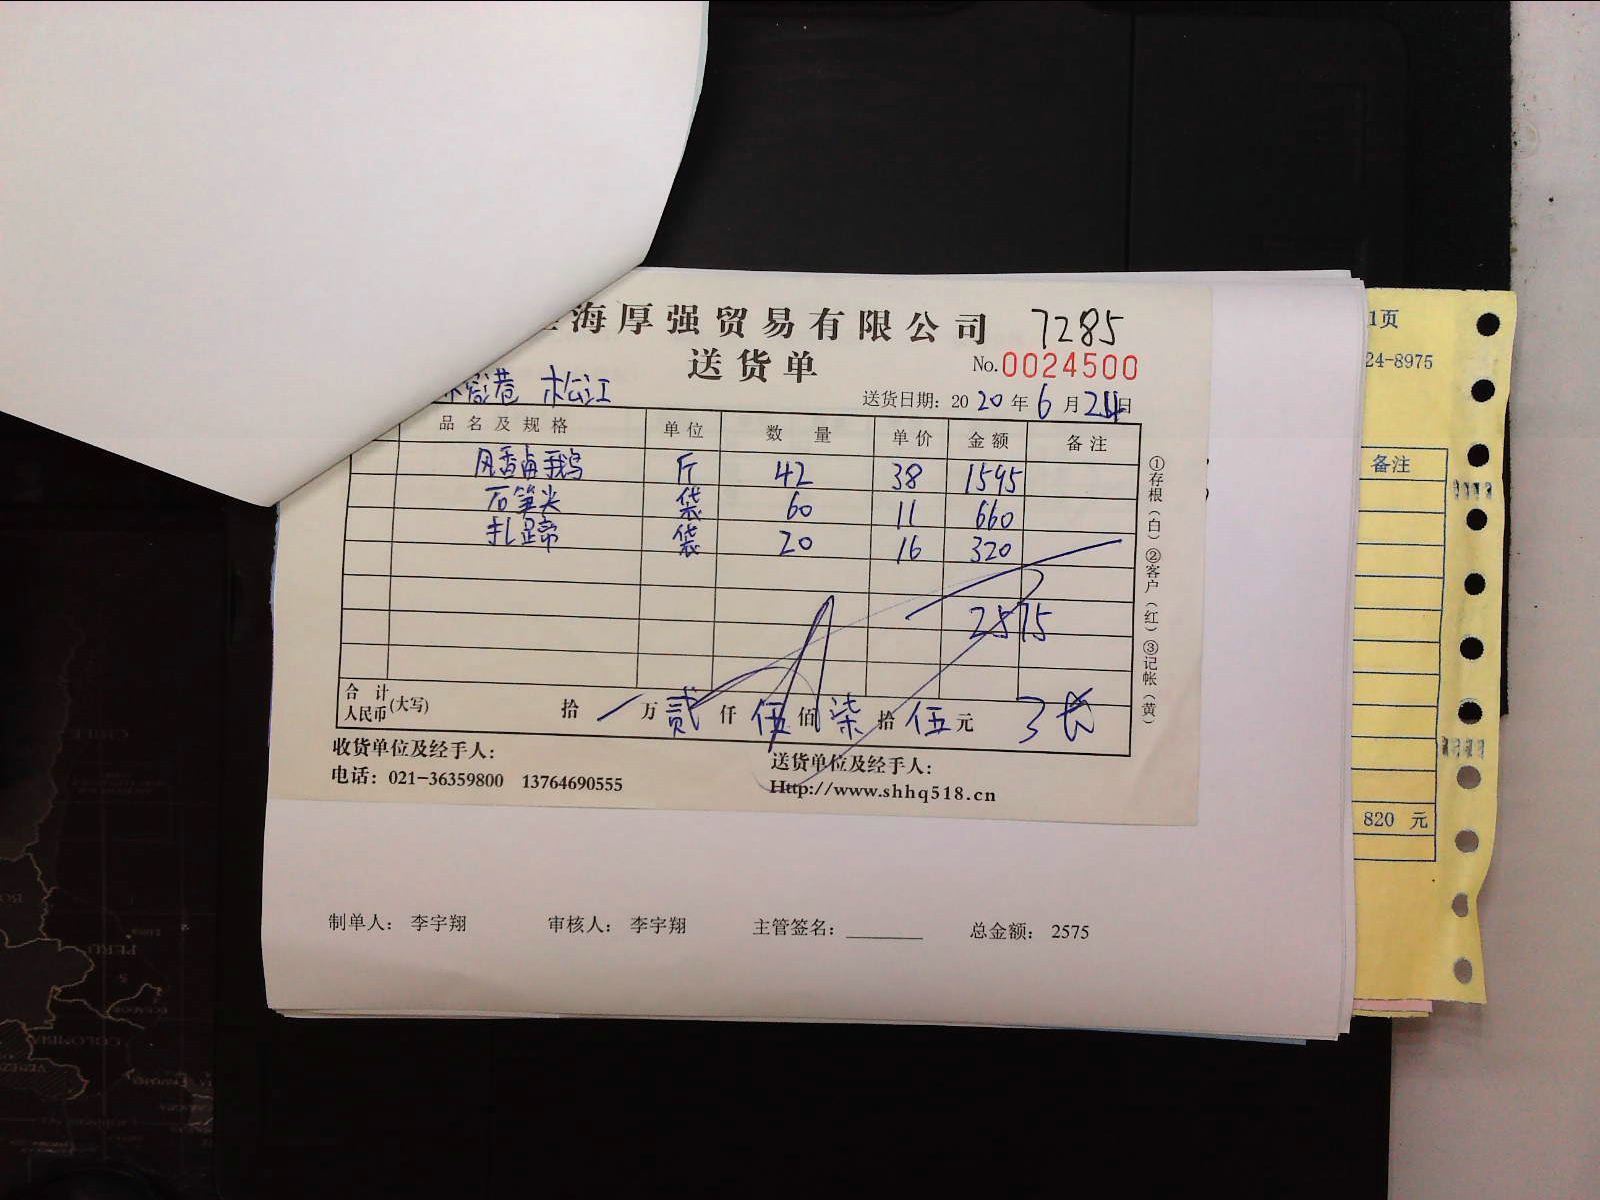 海厚强贸易有限公司 7285
送货单 No.0024500
容港 松江 送货日期: 2020年6月24日
品名及规格 单位 数量 单价 金额 备注
风香卤鹅 斤 42 38 1595
石笋尖 袋 60 11 660
扎蹄 袋 20 16 320
2575
合计人民币(大写) 拾 万 贰 仟 伍 佰 柒 拾 伍 元
收货单位及经手人: 送货单位及经手人:
电话: 021-36359800 13764690555 Http://www.shhq518.cn
①存根(白)②客户(红)③记帐(黄)
制单人: 李宇翔 审核人: 李宇翔 主管签名: ________ 总金额: 2575
1页
24-8975
备注
820 元